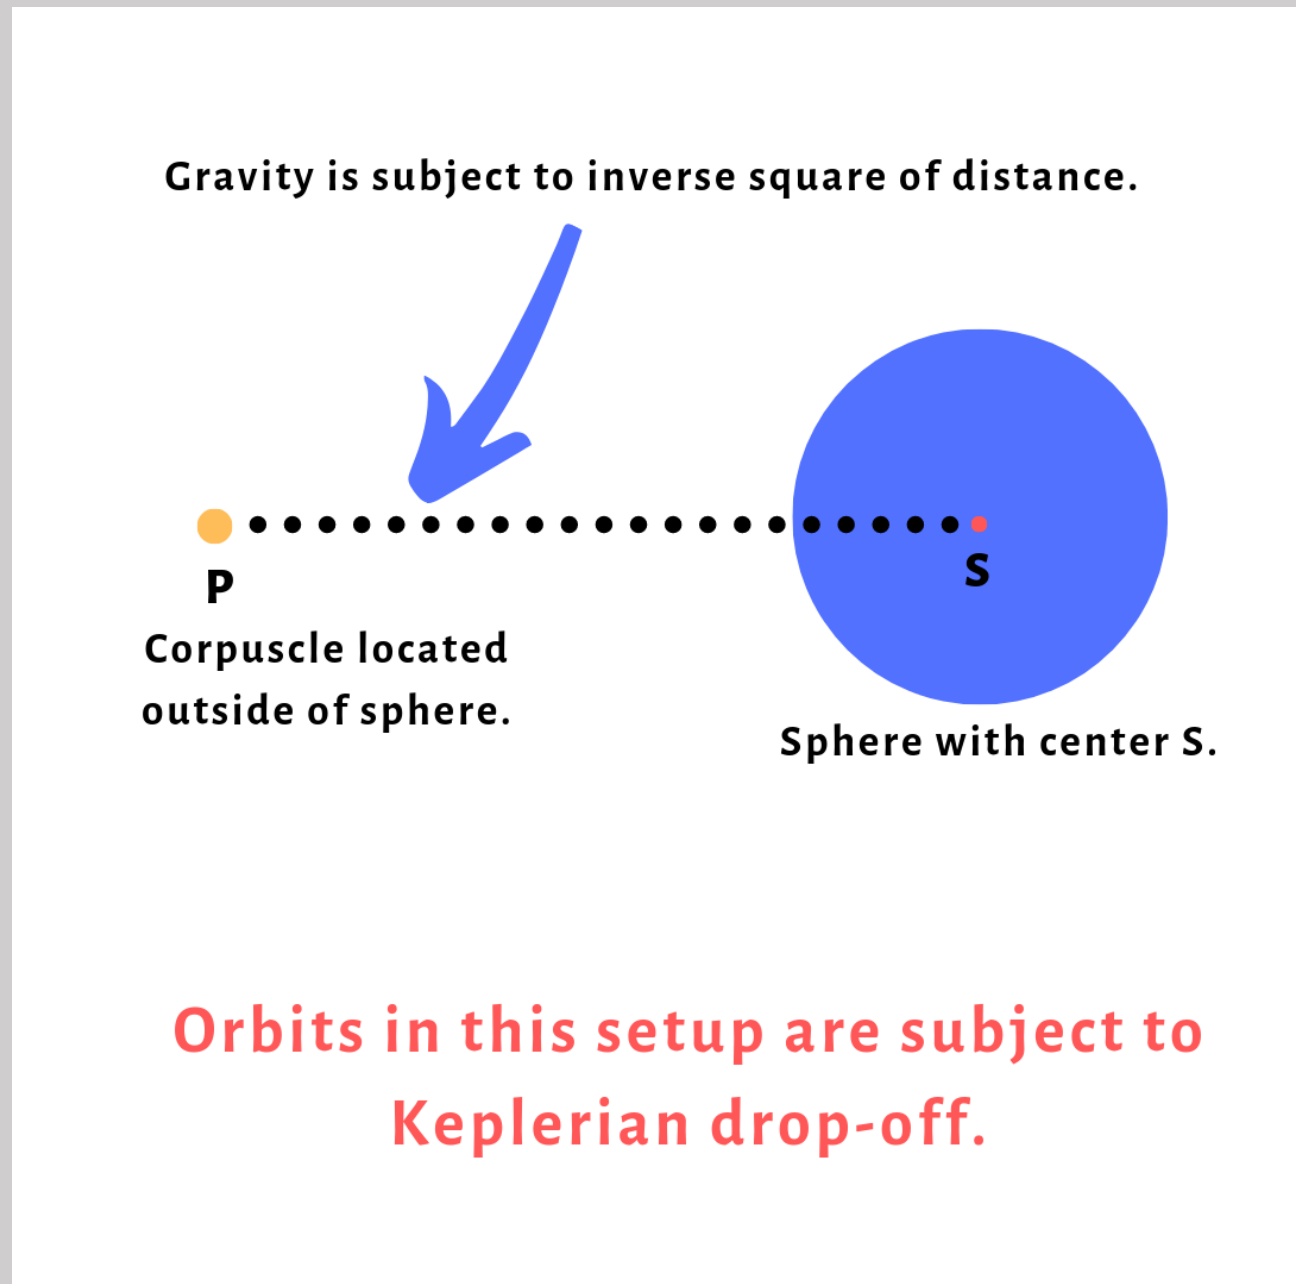 Gravity is subject to inverse square of distance.
P
S
Corpuscle located
outside of sphere.
Sphere with center S.
Orbits in this setup are subject to
Keplerian drop-off.